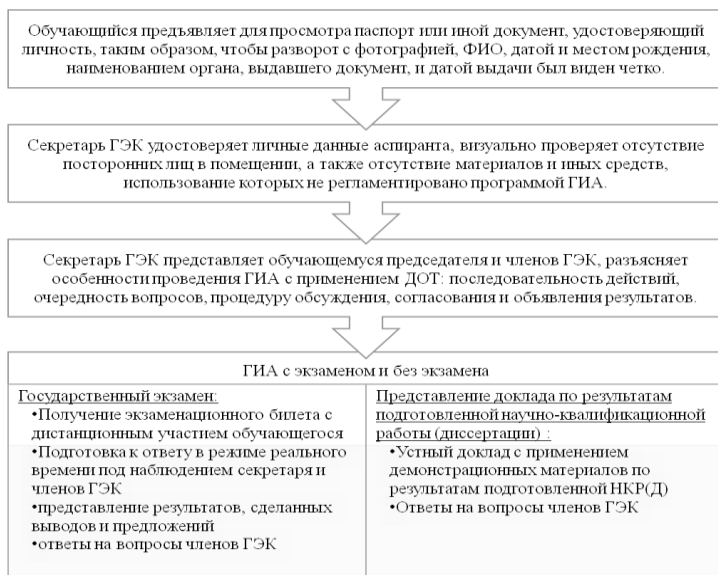 Обучающийся предъявляет для просмотра паспорт или иной документ, удостоверяющий
личность, таким образом, чтобы разворот с фотографией, ФИО, датой и местом рождения,
наименованием органа, выдавшего документ, и датой выдачи был виден четко.
Секретарь ГЭК удостоверяет личные данные аспиранта, визуально проверяет отсутствие
посторонних лиц в помещении, а также отсутствие материалов и иных средств,
использование которых не регламентировано программой ГИА.
Секретарь ГЭК представляет обучающемуся председателя и членов ГЭК, разъясняет
особенности проведения ГИА с применением ДОТ: последовательность действий,
очередность вопросов, процедуру обсуждения, согласования и объявления результатов.
ГИА с экзаменом и без экзамена
Государственный экзамен:
•Получение экзаменационного билета с
дистанционным участием обучающегося
•Подготовка к ответу в режиме реального
времени под наблюдением секретаря и
членов ГЭК
•представление результатов, сделанных
выводов и предложений
•ответы на вопросы членов ГЭК
Представление доклада по результатам
подготовленной научно-квалификационной
работы (диссертации) :
•Устный доклад с применением
демонстрационных материалов по
результатам подготовленной НКР(Д)
•Ответы на вопросы членов ГЭК